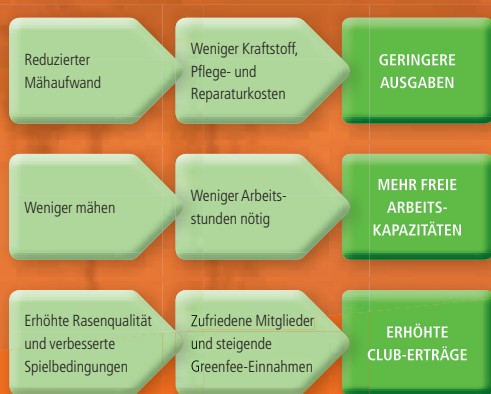 Reduzierter
Mähaufwand
Weniger Kraftstoff,
Pflege- und
Reparaturkosten
GERINGERE
AUSGABEN
Weniger mähen
Weniger Arbeits-
stunden nötig
MEHR FREIE
ARBEITS-
KAPAZITÄTEN
Erhöhte Rasenqualität
und verbesserte
Spielbedingungen
Zufriedene Mitglieder
und steigende
Greenfee-Einnahmen
ERHÖHTE
CLUB-ERTRÄGE